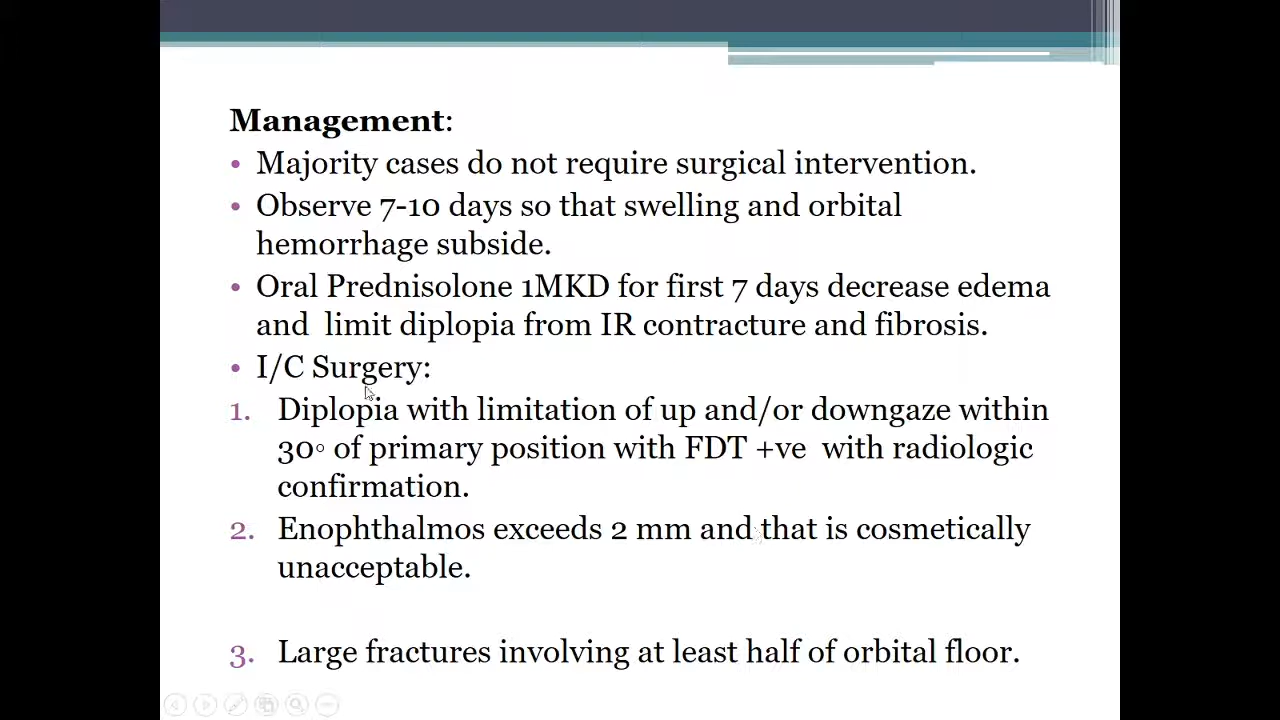 Management:
• Majority cases do not require surgical intervention.
• Observe 7-10 days so that swelling and orbital
hemorrhage subside.
• Oral Prednisolone 1MKD for first 7 days decrease edema
and  limit diplopia from IR contracture and fibrosis.
• I/C Surgery:
1. Diplopia with limitation of up and/or downgaze within
30◦ of primary position with FDT +ve  with radiologic
confirmation.
2. Enophthalmos exceeds 2 mm and that is cosmetically
unacceptable.
3. Large fractures involving at least half of orbital floor.